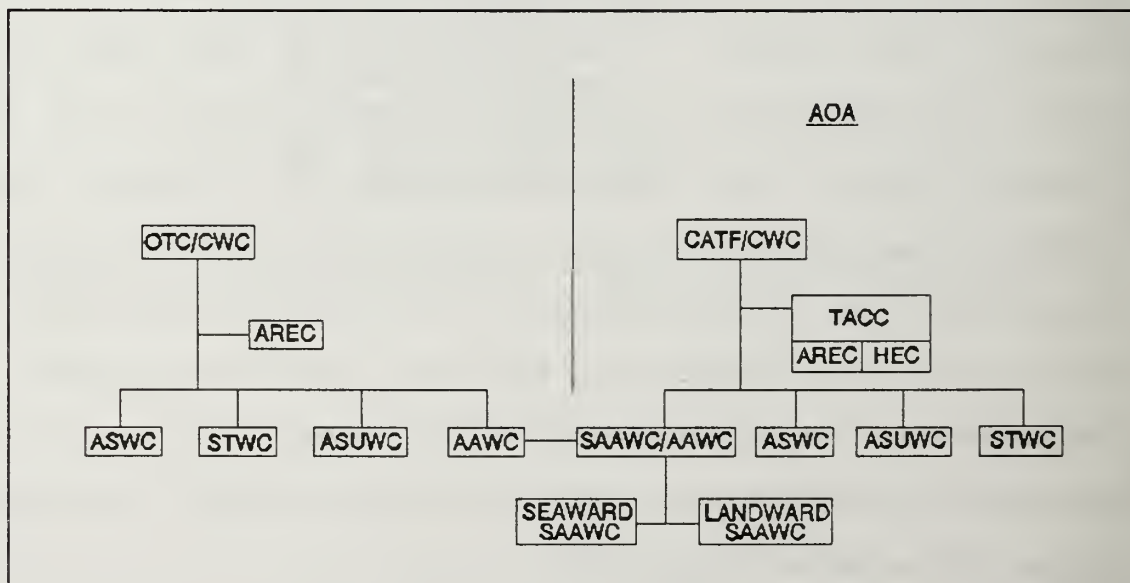 AOA
OTC/CWC
CATF/CWC
AREC
TACC
AREC HEC
ASWC STWC ASUWC AAWC SAAWC/AAWC ASWC ASUWC STWC
SEAWARD LANDWARD
SAAWC SAAWC